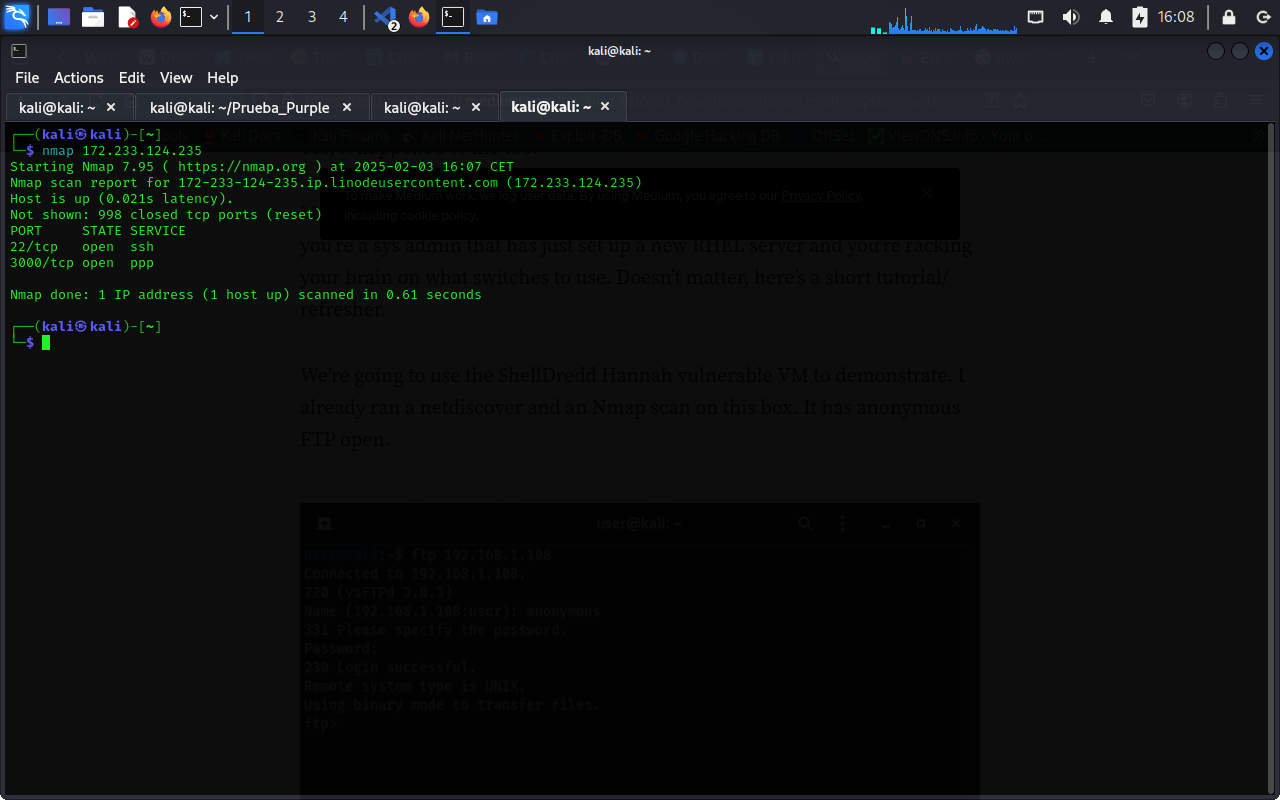 1 2 3 4 2 16:08
kali@kali: ~
File Actions Edit View Help
kali@kali: ~ kali@kali: ~/Prueba_Purple kali@kali: ~ kali@kali: ~
┌──(kali㉿kali)-[~]
└─$ nmap 172.233.124.235
Starting Nmap 7.95 ( https://nmap.org ) at 2025-02-03 16:07 CET
Nmap scan report for 172-233-124-235.ip.linodeusercontent.com (172.233.124.235)
Host is up (0.021s latency).
Not shown: 998 closed tcp ports (reset)
PORT STATE SERVICE
22/tcp open ssh
3000/tcp open ppp
Nmap done: 1 IP address (1 host up) scanned in 0.61 seconds
┌──(kali㉿kali)-[~]
└─$
Kali Docs Kali Forums Exploit-DB Google Ha DB ViewDNS.info - Your o...
To make Medium work, we log user data. By using Medium, you agree to our Privacy Policy,
including cookie policy.
you're a sys admin that has just set up a new RHEL server and you're racking
your brain on what switches to use. Doesn't matter, here's a short tutorial/
refresher.
We're going to use the ShellDredd Hannah vulnerable VM to demonstrate. I
already ran a netdiscover and an Nmap scan on this box. It has anonymous
FTP open.
user@kali: ~
:~$ ftp 192.168.1.108
Connected to 192.168.1.108.
220 (vsFTPd 3.0.3)
Name (192.168.1.108:user): anonymous
331 Please specify the password.
Password:
230 Login successful.
Remote system type is UNIX.
Using binary mode to transfer files.
ftp>